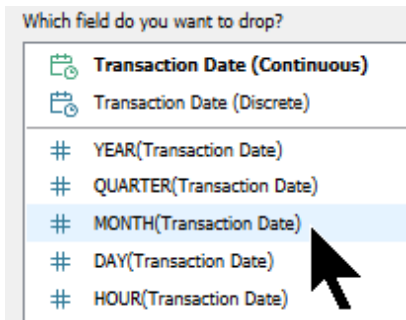 Which field do you want to drop?
Transaction Date (Continuous)
Transaction Date (Discrete)
# YEAR(Transaction Date)
# QUARTER(Transaction Date)
# MONTH(Transaction Date)
# DAY(Transaction Date)
# HOUR(Transaction Date)